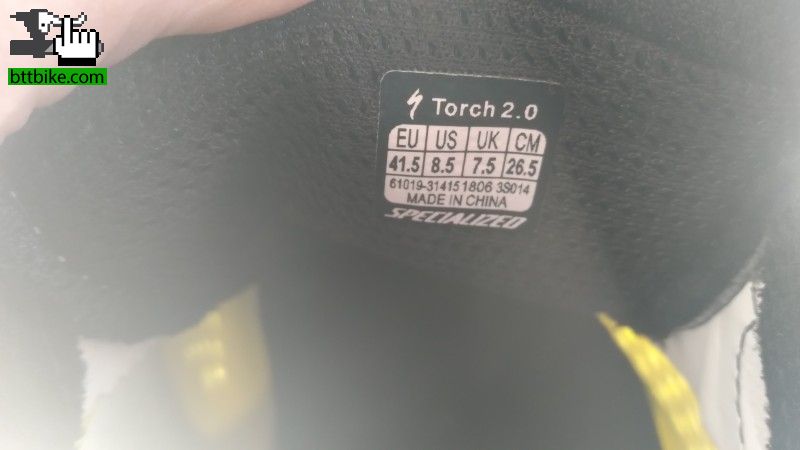 bttbike.com
Torch 2.0
EU US UK CM
41.5 8.5 7.5 26.5
61019-31415 1806 3S014
MADE IN CHINA
SPECIALIZED